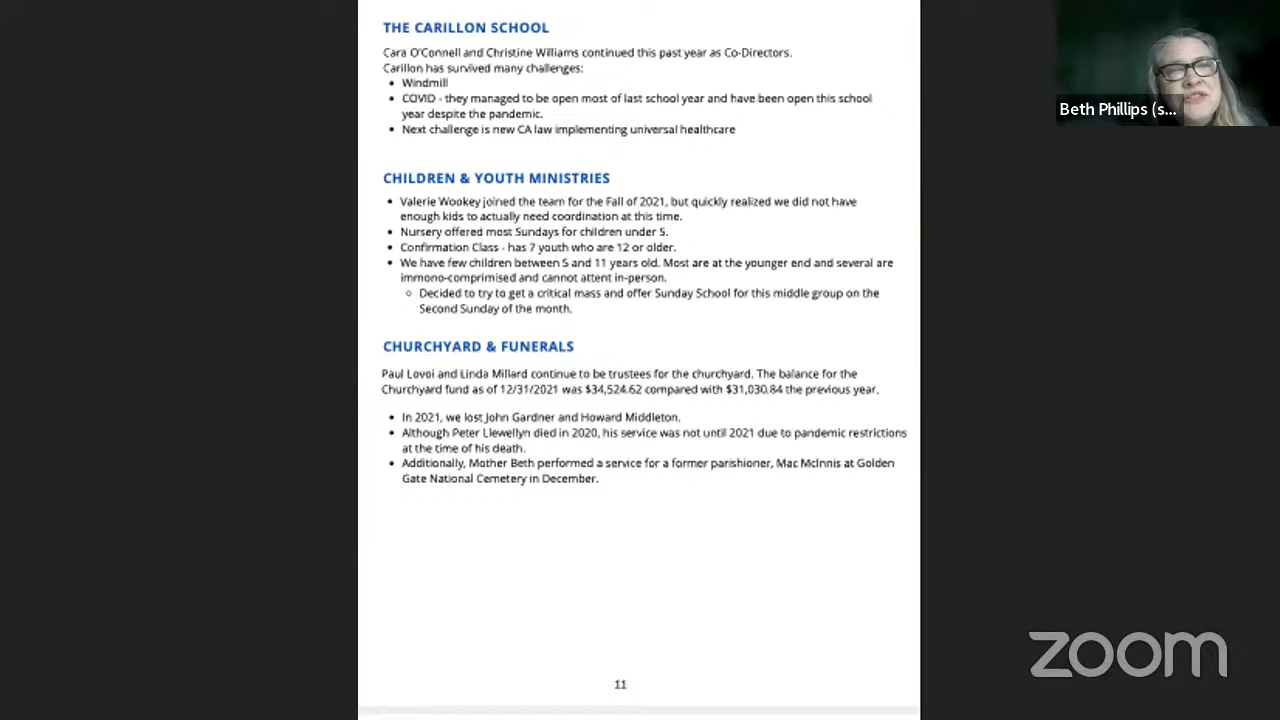 THE CARILLON SCHOOL
Cara O'Connell and Christine Williams continued this past year as Co-Directors.
Carillon has survived many challenges:
• Windmill
• COVID - they managed to be open most of last school year and have been open this school
year despite the pandemic.
• Next challenge is new CA law implementing universal healthcare
CHILDREN & YOUTH MINISTRIES
• Valerie Wookey joined the team for the Fall of 2021, but quickly realized we did not have
enough kids to actually need coordination at this time.
• Nursery offered most Sundays for children under 5.
• Confirmation Class - has 7 youth who are 12 or older.
• We have few children between 5 and 11 years old. Most are at the younger end and several are
immono-comprimised and cannot attent in-person.
○ Decided to try to get a critical mass and offer Sunday School for this middle group on the
Second Sunday of the month.
CHURCHYARD & FUNERALS
Paul Lovoi and Linda Millard continue to be trustees for the churchyard. The balance for the
Churchyard fund as of 12/31/2021 was $34,524.62 compared with $31,030.84 the previous year.
• In 2021, we lost John Gardner and Howard Middleton.
• Although Peter Llewellyn died in 2020, his service was not until 2021 due to pandemic restrictions
at the time of his death.
• Additionally, Mother Beth performed a service for a former parishioner, Mac McInnis at Golden
Gate National Cemetery in December.
11
Beth Phillips (s...
zoom